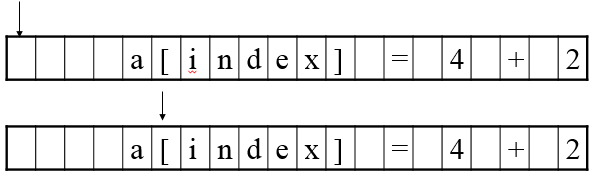 a[index] = 4 + 2
a[index] = 4 + 2